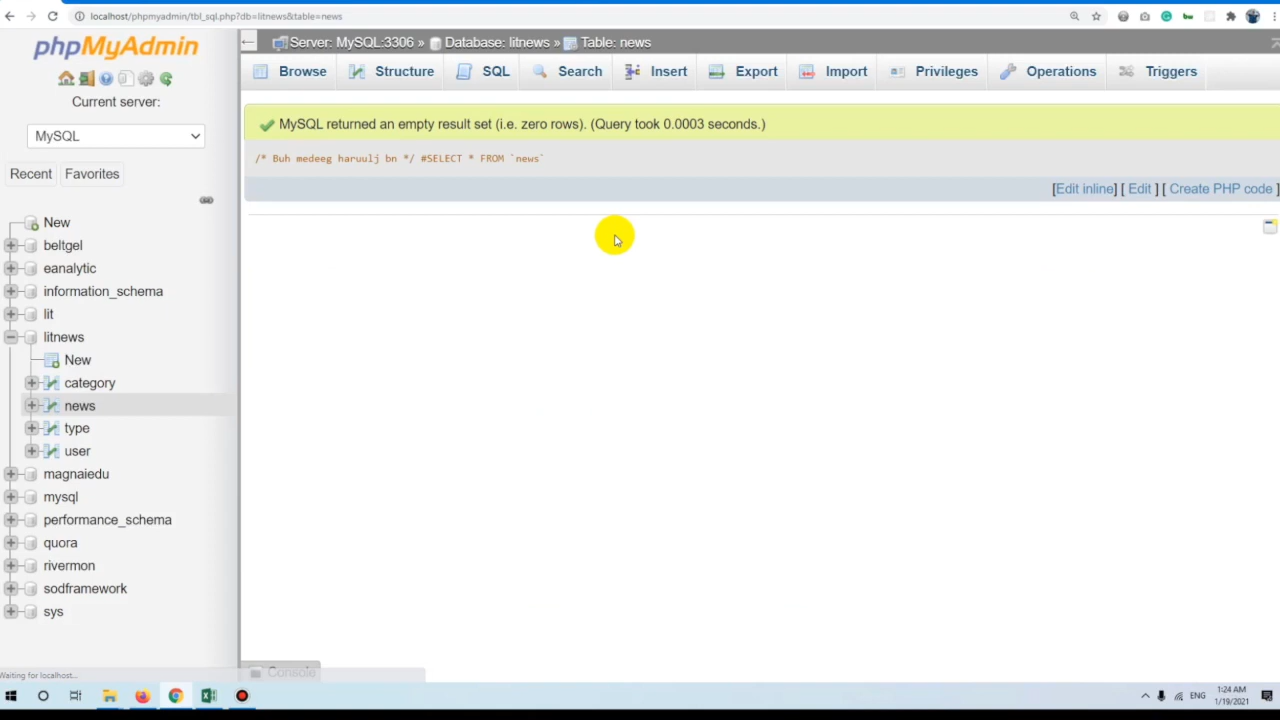 localhost/phpmyadmin/tbl_sql.php?db=litnews&table=news
phpMyAdmin
Current server:
MySQL
Recent
Favorites
New
beltgel
eanalytic
information_schema
lit
litnews
New
category
news
type
user
magnaiedu
mysql
performance_schema
quora
rivermon
sodframework
sys
Waiting for localhost...
Server: MySQL:3306 » Database: litnews » Table: news
Browse Structure SQL Search Insert Export Import Privileges Operations Triggers
MySQL returned an empty result set (i.e. zero rows). (Query took 0.0003 seconds.)
/* Buh medeeg haruulj bn */ #SELECT * FROM `news`
[Edit inline] [ Edit ] [ Create PHP code ]
Console
ENG
1:24 AM
1/19/2021